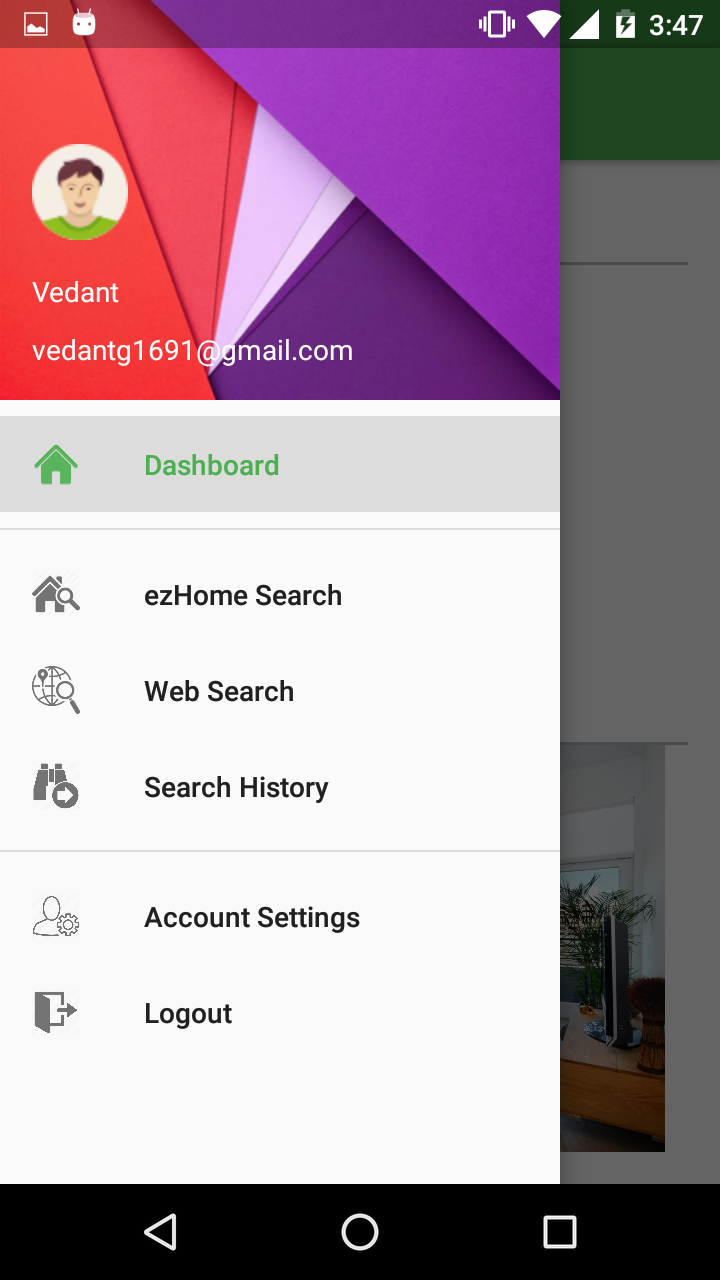 3:47
Vedant
vedantg1691@gmail.com
Dashboard
ezHome Search
Web Search
Search History
Account Settings
Logout